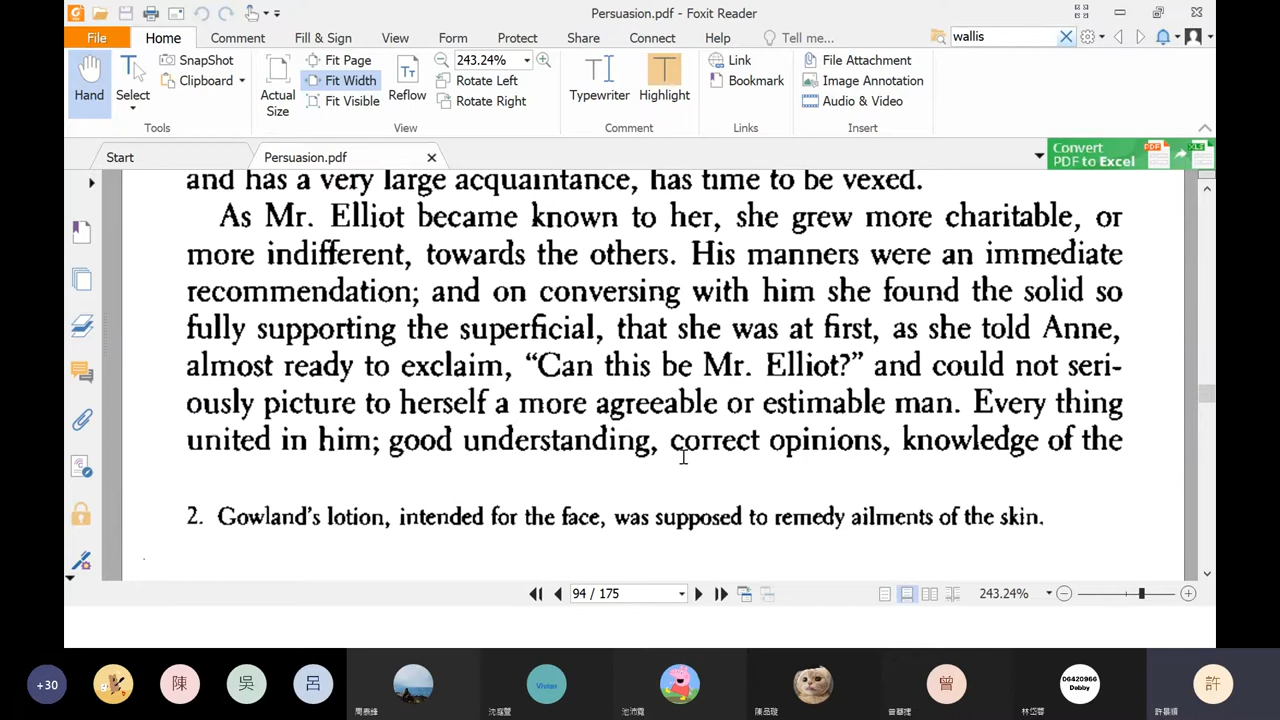 Persuasion.pdf - Foxit Reader
File Home Comment Fill & Sign View Form Protect Share Connect Help Tell me... wallis
Hand
Select
SnapShot
Clipboard
Actual Size
Fit Page
Fit Width
Fit Visible
Reflow
243.24%
Rotate Left
Rotate Right
Typewriter
Highlight
Link
Bookmark
File Attachment
Image Annotation
Audio & Video
Tools View Comment Links Insert
Start Persuasion.pdf
Convert PDF to Excel
PDF XLS
and has a very large acquaintance, has time to be vexed.
As Mr. Elliot became known to her, she grew more charitable, or
more indifferent, towards the others. His manners were an immediate
recommendation; and on conversing with him she found the solid so
fully supporting the superficial, that she was at first, as she told Anne,
almost ready to exclaim, “Can this be Mr. Elliot?” and could not seri-
ously picture to herself a more agreeable or estimable man. Every thing
united in him; good understanding, correct opinions, knowledge of the
2. Gowland's lotion, intended for the face, was supposed to remedy ailments of the skin.
94 / 175
243.24%
+30 陳 吳 呂 Vivian 曾 06420966 Debby 許